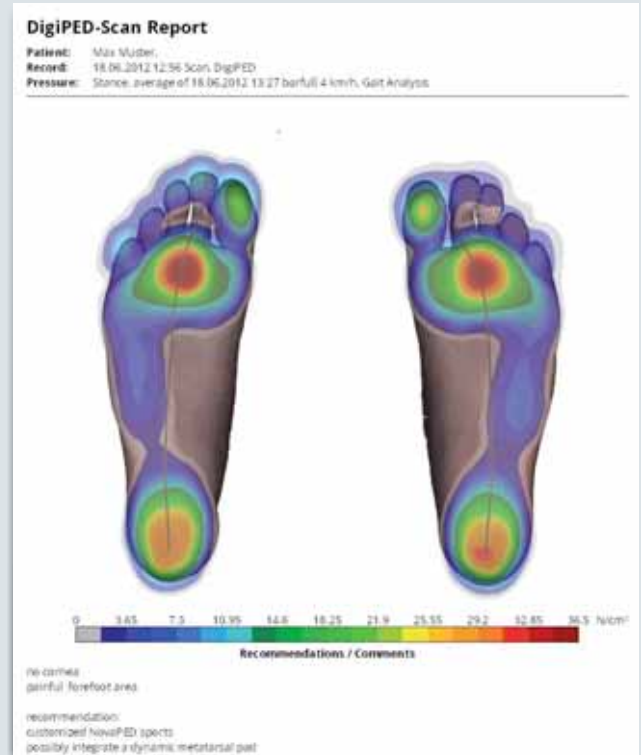 DigiPED-Scan Report
Patient: Max Muster,
Record: 18.06.2012 12:56 Scan, DigiPED
Pressure: Stance, average of 18.06.2012 13:27 barfuß 4 km/h, Gait Analysis
0 3.65 7.3 10.95 14.6 18.25 21.9 25.55 29.2 32.85 36.5 N/cm²
Recommendations / Comments
no cornea
painful forefoot area
recommendation:
customized NovaPED sports
possibly integrate a dynamic metatarsal pad